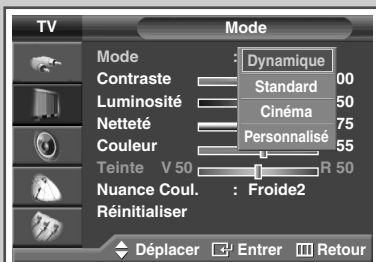 TV Mode
Mode : Dynamique
Contraste 00
Standard
Luminosité 50
Cinéma
Netteté 75
Personnalisé
Couleur 55
Teinte V 50 R 50
Nuance Coul. : Froide2
Réinitialiser
Déplacer Entrer Retour